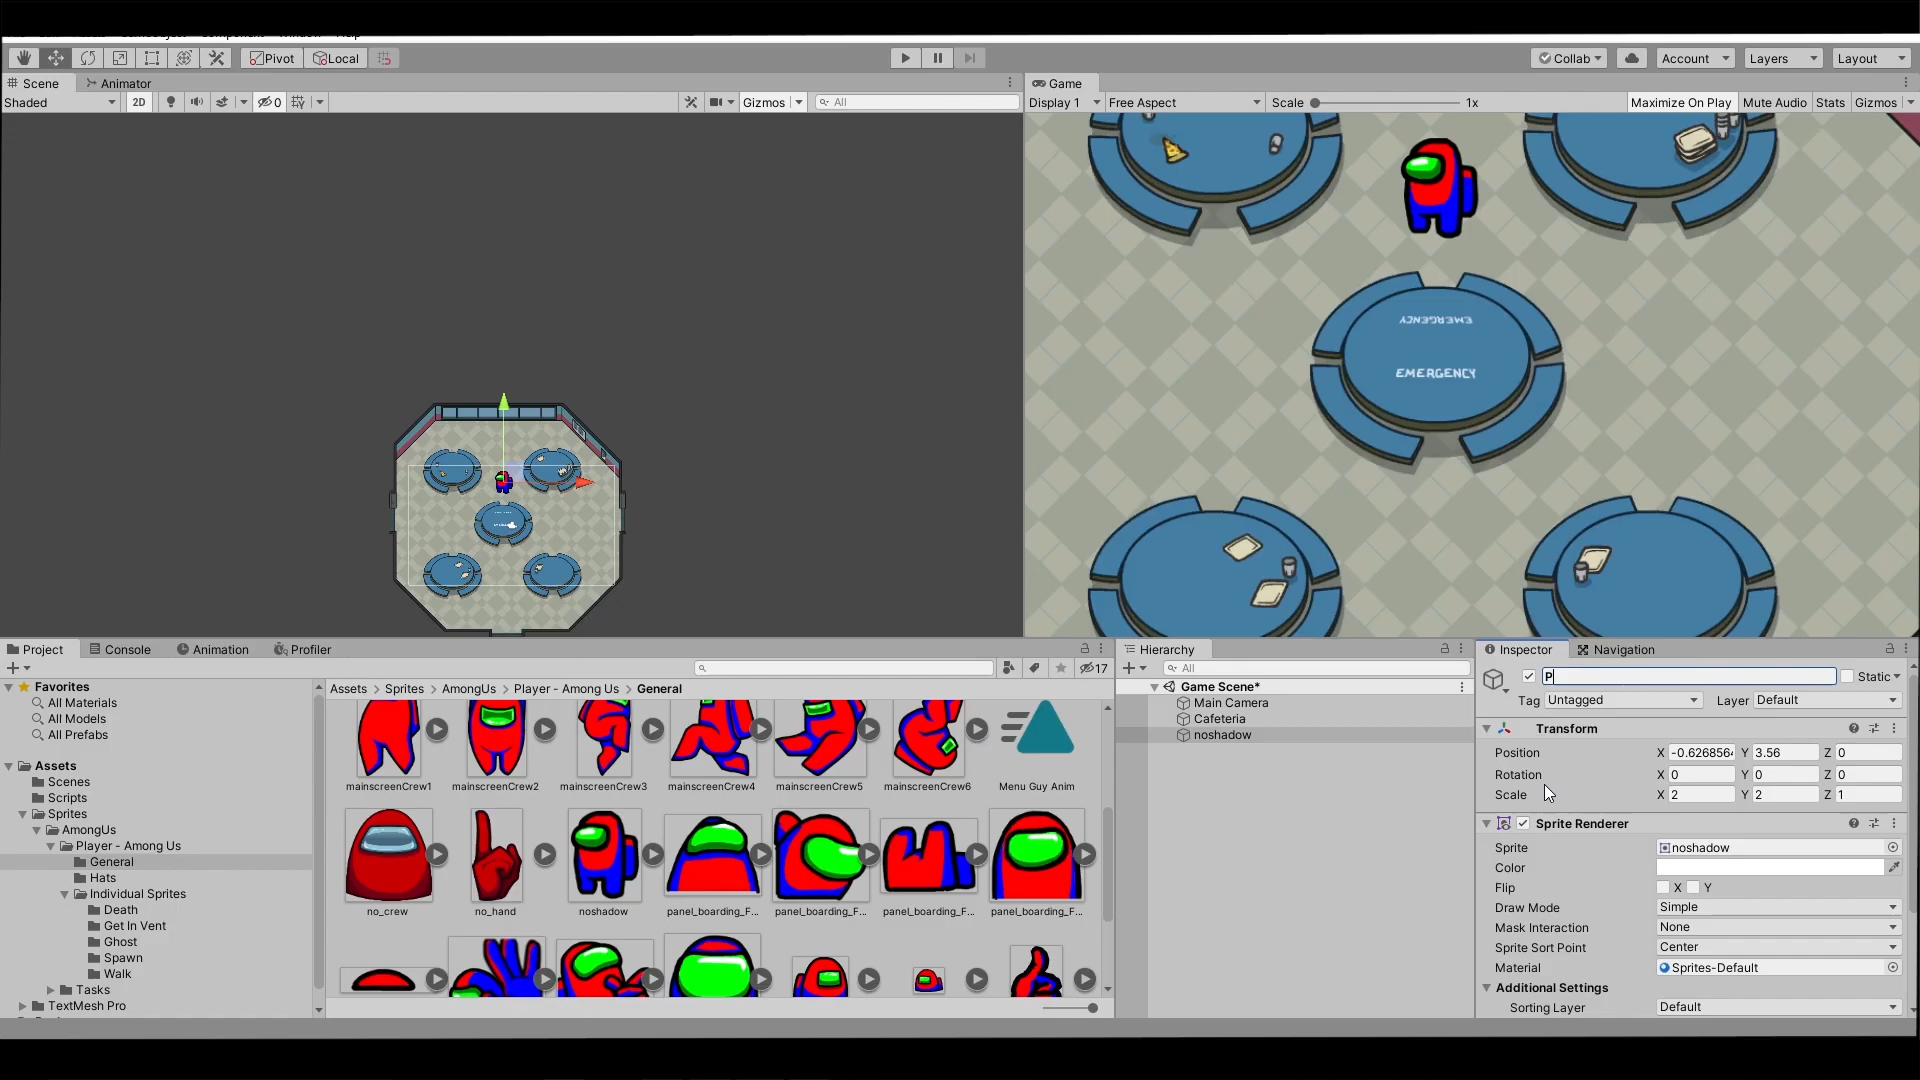 Pivot Local Collab Account Layers Layout
Scene Animator Game
Shaded 2D 0 Gizmos All Display 1 Free Aspect Scale 1x Maximize On Play Mute Audio Stats Gizmos
EMERGENCY
EMERGENCY
Project Console Animation Profiler Hierarchy Inspector Navigation
17 All P Static
Favorites Assets > Sprites > AmongUs > Player - Among Us > General Game Scene*
Tag Untagged Layer Default
All Materials
All Models
All Prefabs
Main Camera
Cafeteria
noshadow
Transform
Position X -0.6268564 Y 3.56 Z 0
Rotation X 0 Y 0 Z 0
Scale X 2 Y 2 Z 1
Assets
Scenes
Scripts
Sprites
AmongUs
Player - Among Us
General
Hats
Individual Sprites
Death
Get In Vent
Ghost
Spawn
Walk
Tasks
TextMesh Pro
mainscreenCrew1 mainscreenCrew2 mainscreenCrew3 mainscreenCrew4 mainscreenCrew5 mainscreenCrew6 Menu Guy Anim
no_crew no_hand noshadow panel_boarding_F... panel_boarding_F... panel_boarding_F... panel_boarding_F...
Sprite Renderer
Sprite noshadow
Color
Flip X Y
Draw Mode Simple
Mask Interaction None
Sprite Sort Point Center
Material Sprites-Default
Additional Settings
Sorting Layer Default